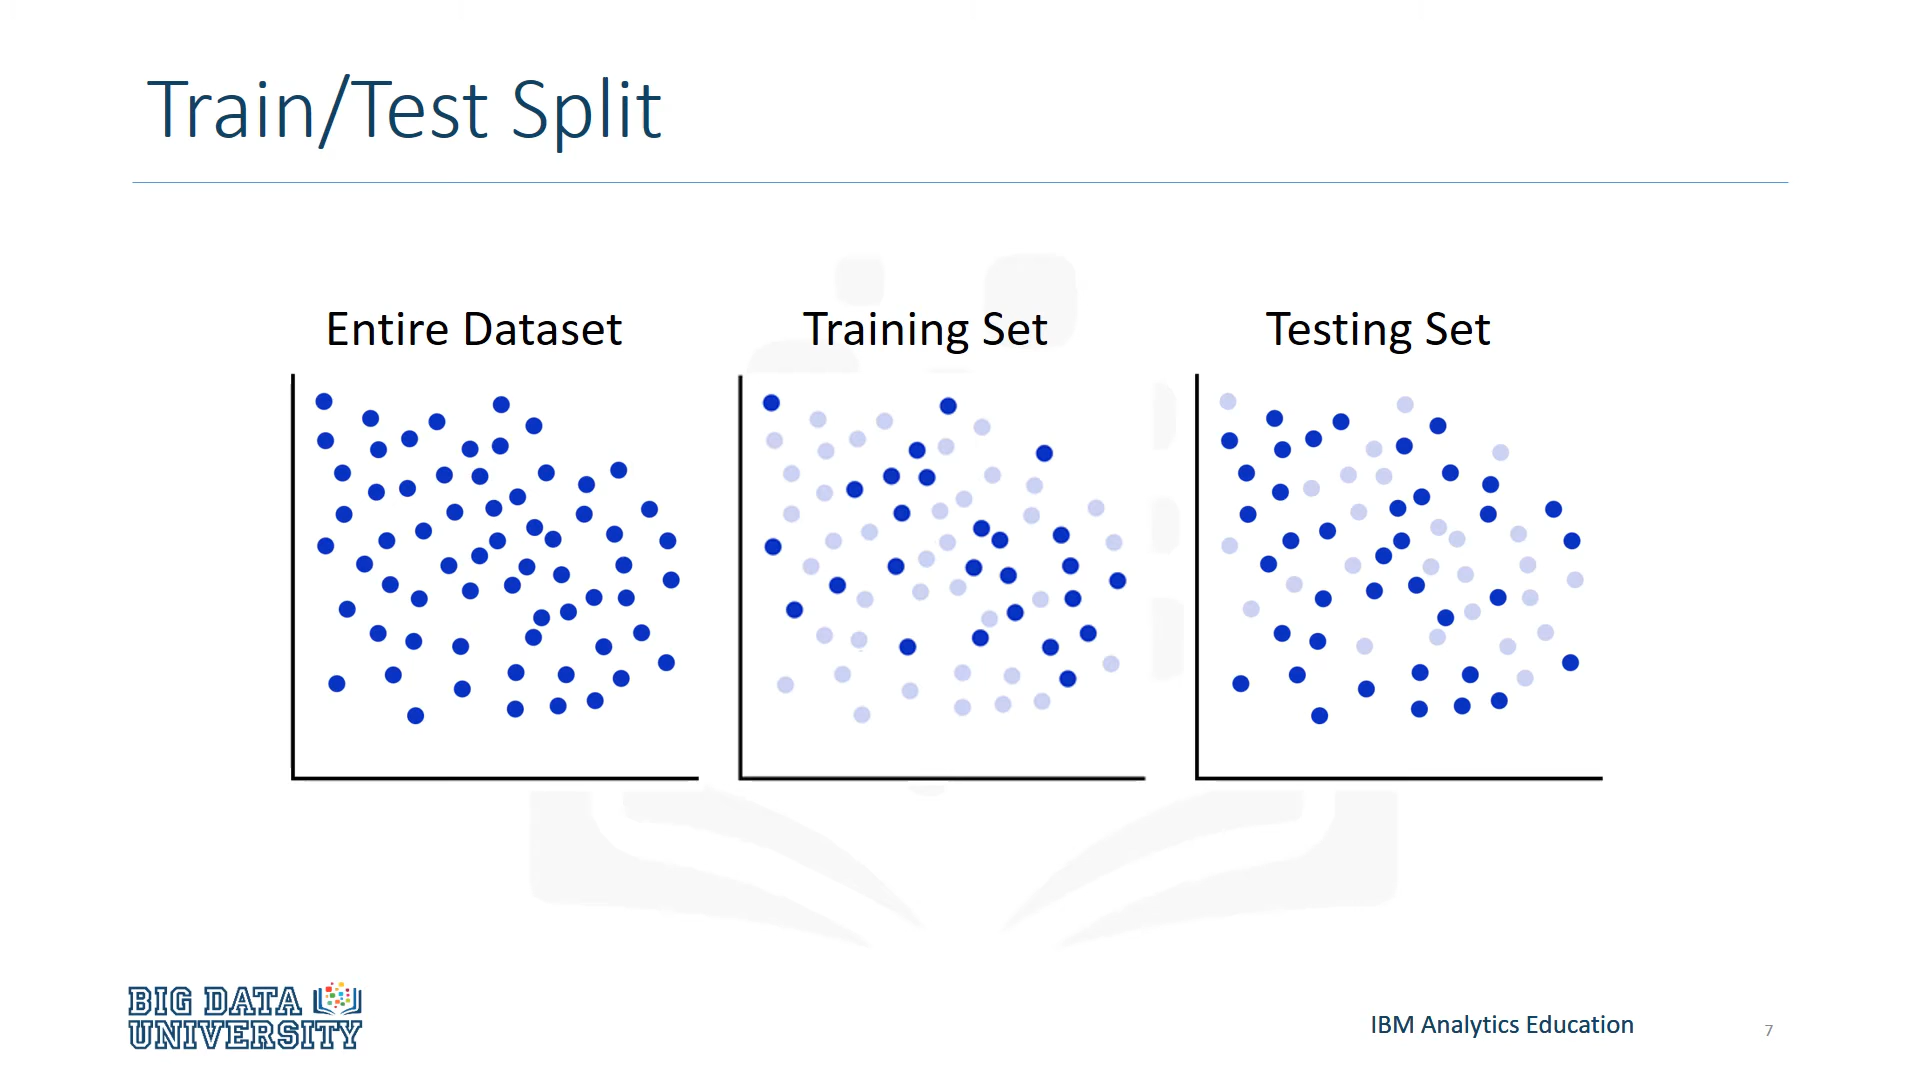 Train/Test Split
Entire Dataset
Training Set
Testing Set
BIG DATA
UNIVERSITY
IBM Analytics Education
7